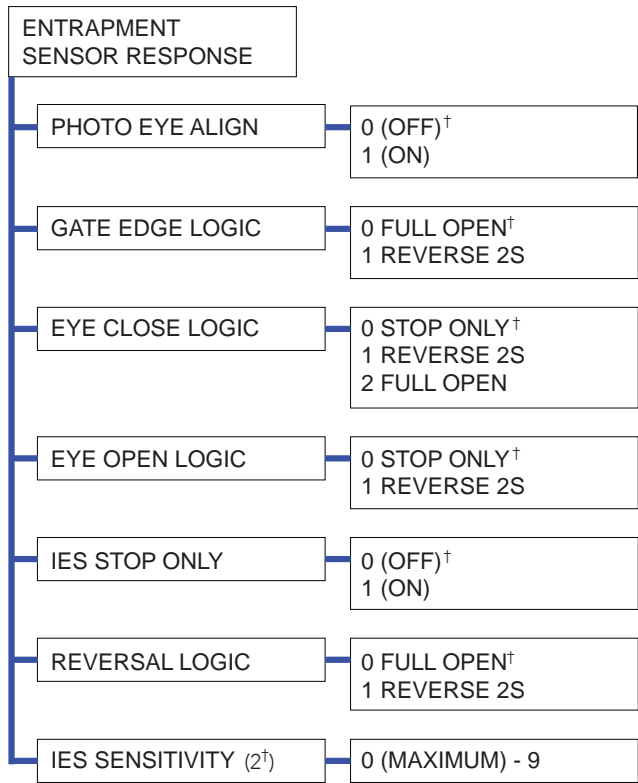 ENTRAPMENT
SENSOR RESPONSE
PHOTO EYE ALIGN
0 (OFF)†
1 (ON)
GATE EDGE LOGIC
0 FULL OPEN†
1 REVERSE 2S
EYE CLOSE LOGIC
0 STOP ONLY†
1 REVERSE 2S
2 FULL OPEN
EYE OPEN LOGIC
0 STOP ONLY†
1 REVERSE 2S
IES STOP ONLY
0 (OFF)†
1 (ON)
REVERSAL LOGIC
0 FULL OPEN†
1 REVERSE 2S
IES SENSITIVITY (2†)
0 (MAXIMUM) - 9